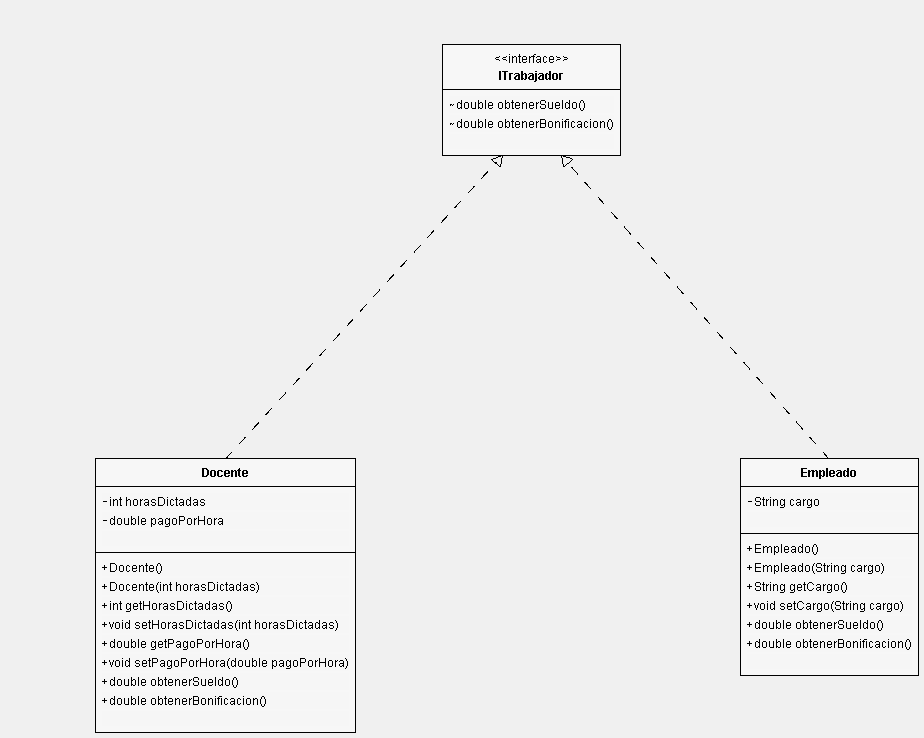 <<interface>>
ITrabajador
~double obtenerSueldo()
~double obtenerBonificacion()
Docente
-int horasDictadas
-double pagoPorHora
+Docente()
+Docente(int horasDictadas)
+int getHorasDictadas()
+void setHorasDictadas(int horasDictadas)
+double getPagoPorHora()
+void setPagoPorHora(double pagoPorHora)
+double obtenerSueldo()
+double obtenerBonificacion()
Empleado
-String cargo
+Empleado()
+Empleado(String cargo)
+String getCargo()
+void setCargo(String cargo)
+double obtenerSueldo()
+double obtenerBonificacion()